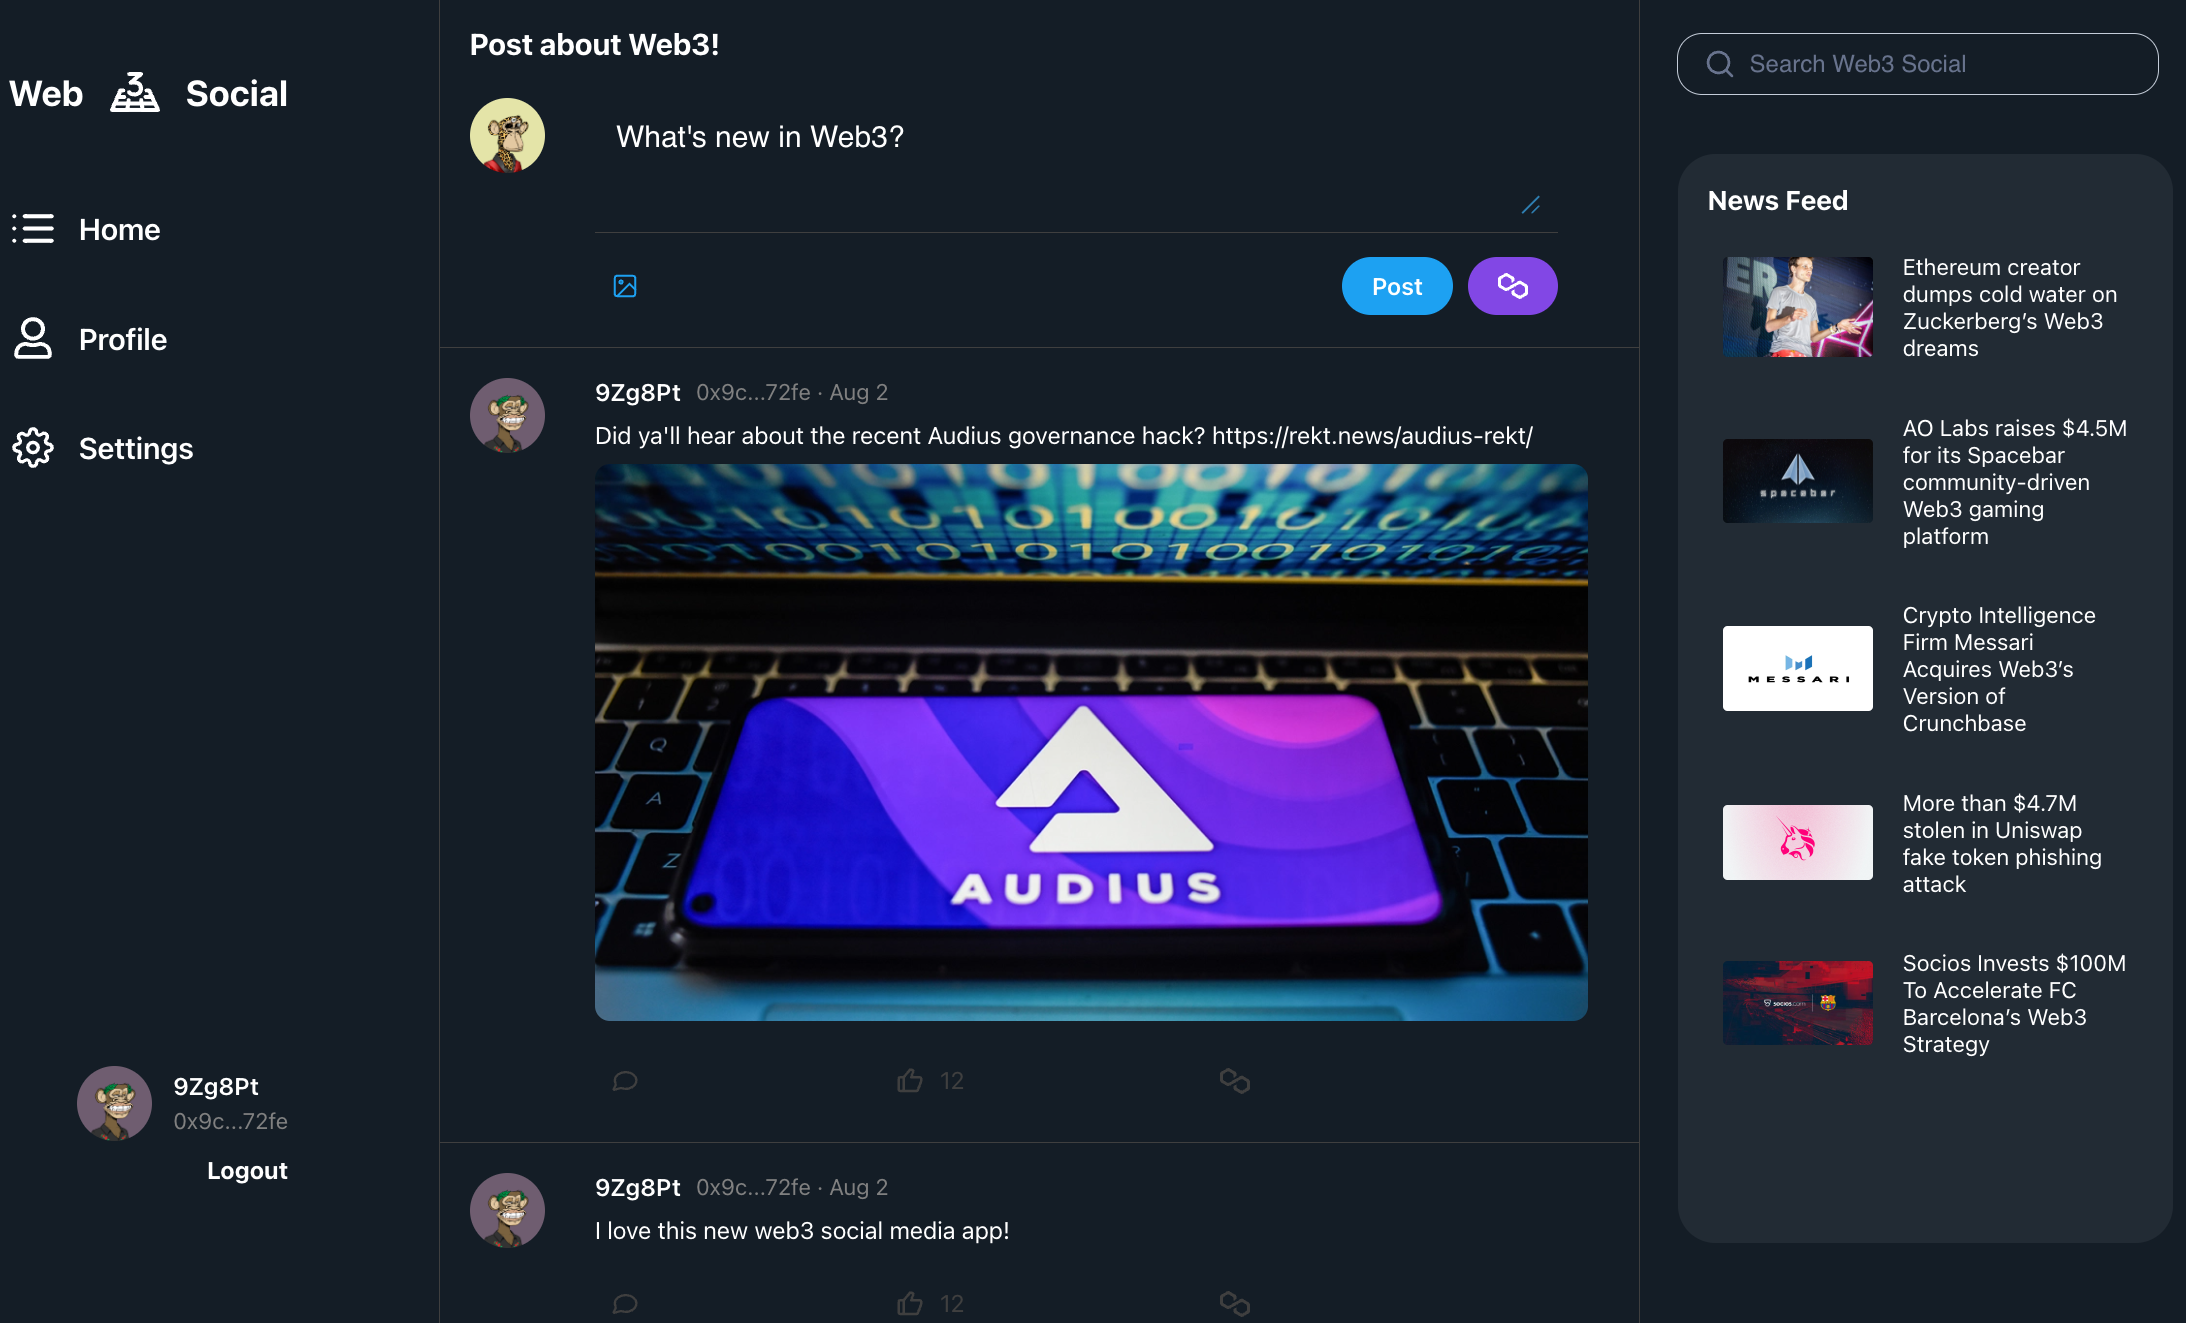 Web 3 Social
Home
Profile
Settings
9Zg8Pt
0x9c...72fe
Logout
Post about Web3!
What's new in Web3?
Post
9Zg8Pt 0x9c...72fe · Aug 2
Did ya'll hear about the recent Audius governance hack? https://rekt.news/audius-rekt/
AUDIUS
Q
A
Z
12
9Zg8Pt 0x9c...72fe · Aug 2
I love this new web3 social media app!
12
Search Web3 Social
News Feed
ER
Ethereum creator
dumps cold water on
Zuckerberg’s Web3
dreams
spacebar
AO Labs raises $4.5M
for its Spacebar
community-driven
Web3 gaming
platform
MESSARI
Crypto Intelligence
Firm Messari
Acquires Web3’s
Version of
Crunchbase
More than $4.7M
stolen in Uniswap
fake token phishing
attack
socios.com
Socios Invests $100M
To Accelerate FC
Barcelona’s Web3
Strategy